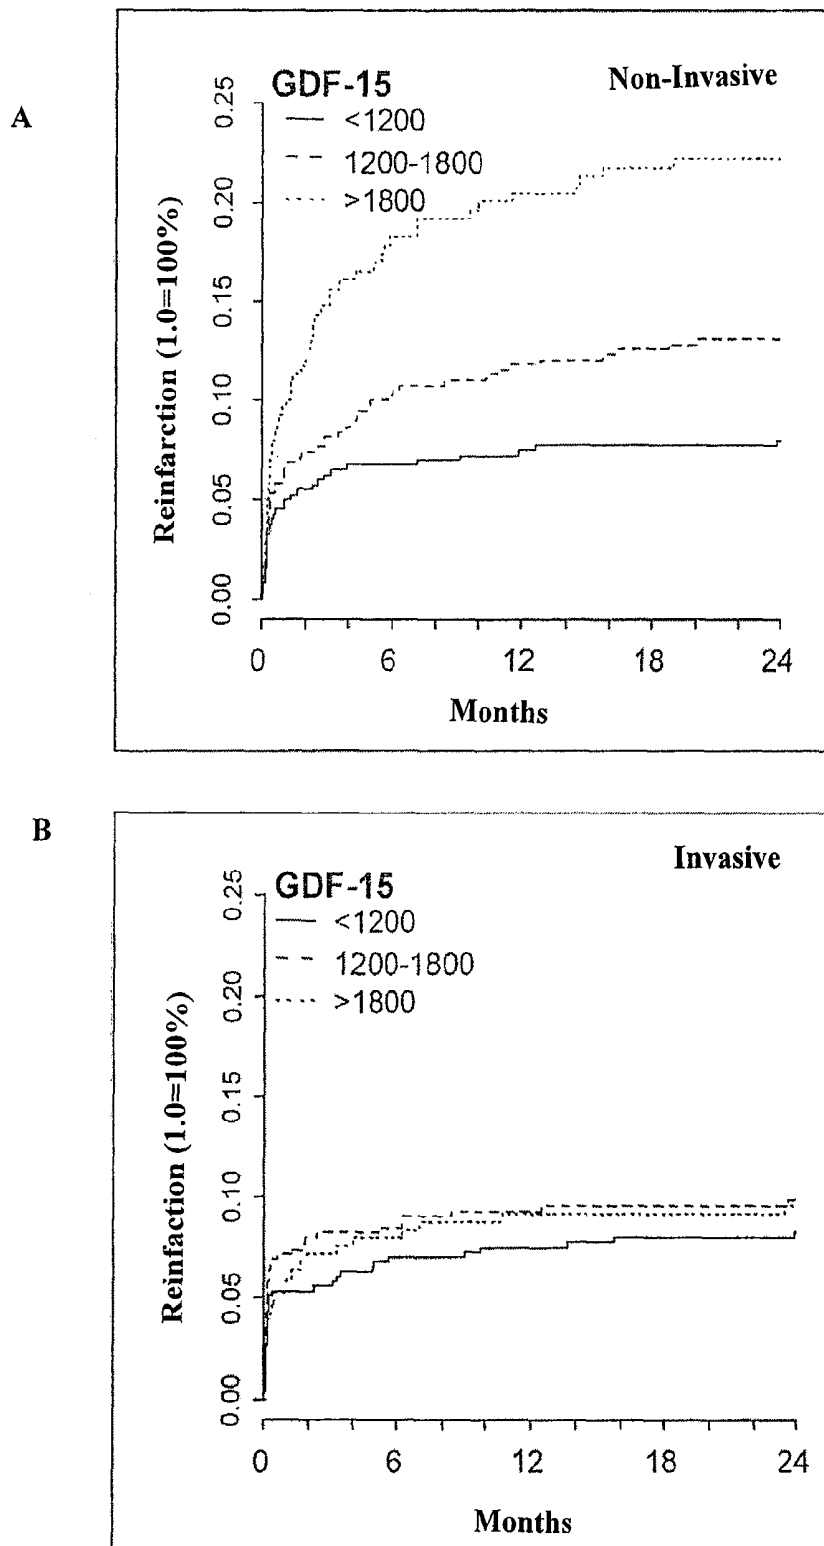 A
GDF-15
Non-Invasive
<1200
1200-1800
>1800
Reinfarction (1.0=100%)
0.25
0.20
0.15
0.10
0.05
0.00
0
6
12
18
24
Months
B
GDF-15
Invasive
<1200
1200-1800
>1800
Reinfaction (1.0=100%)
0.25
0.20
0.15
0.10
0.05
0.00
0
6
12
18
24
Months